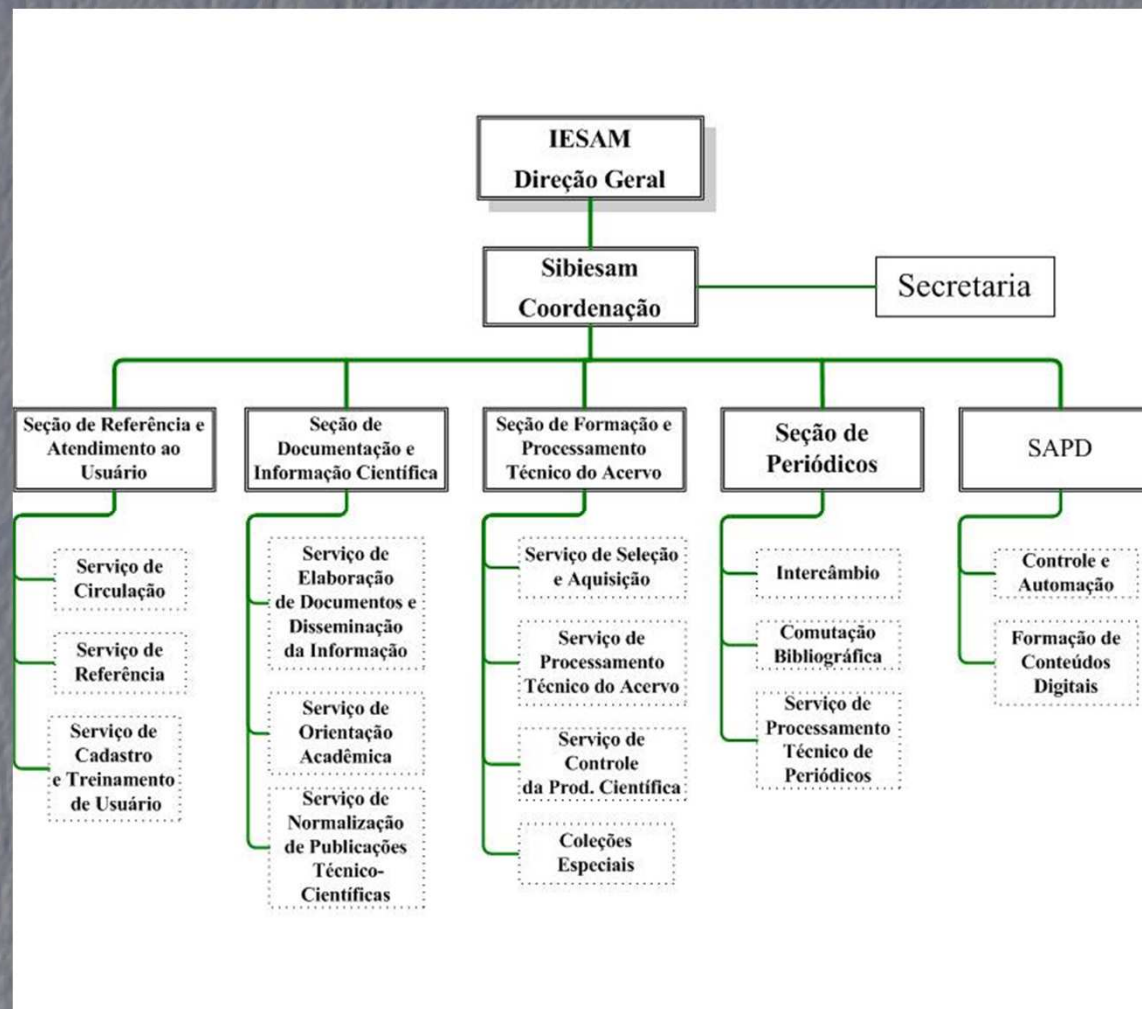 IESAM
Direção Geral
Sibiesam
Coordenação
Secretaria
Seção de Referência e
Atendimento ao
Usuário
Seção de
Documentação e
Informação Científica
Seção de Formação e
Processamento
Técnico do Acervo
Seção de
Periódicos
SAPD
Serviço de
Circulação
Serviço de
Referência
Serviço de
Cadastro
e Treinamento
de Usuário
Serviço de
Elaboração
de Documentos e
Disseminação
da Informação
Serviço de
Orientação
Acadêmica
Serviço de
Normalização
de Publicações
Técnico-
Científicas
Serviço de Seleção
e Aquisição
Serviço de
Processamento
Técnico do Acervo
Serviço de
Controle
da Prod. Científica
Coleções
Especiais
Intercâmbio
Comutação
Bibliográfica
Serviço de
Processamento
Técnico de
Periódicos
Controle e
Automação
Formação de
Conteúdos
Digitais